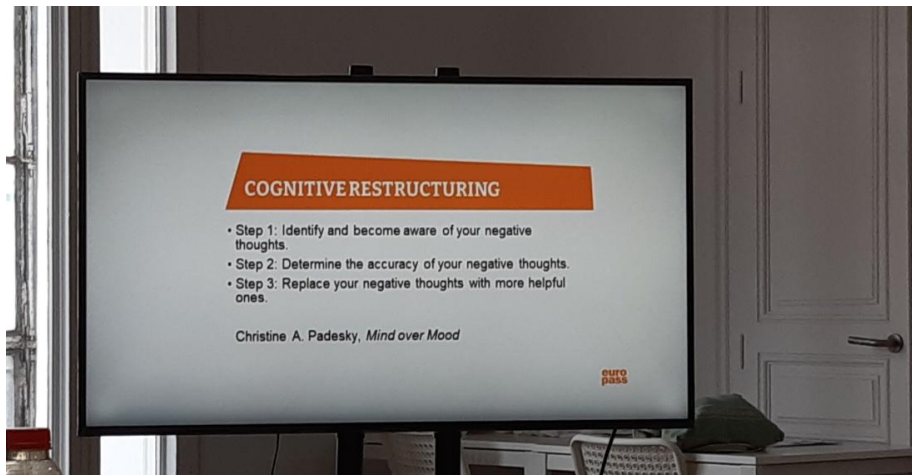 COGNITIVE RESTRUCTURING
• Step 1: Identify and become aware of your negative
thoughts.
• Step 2: Determine the accuracy of your negative thoughts.
• Step 3: Replace your negative thoughts with more helpful
ones.
Christine A. Padesky, Mind over Mood
euro
pass